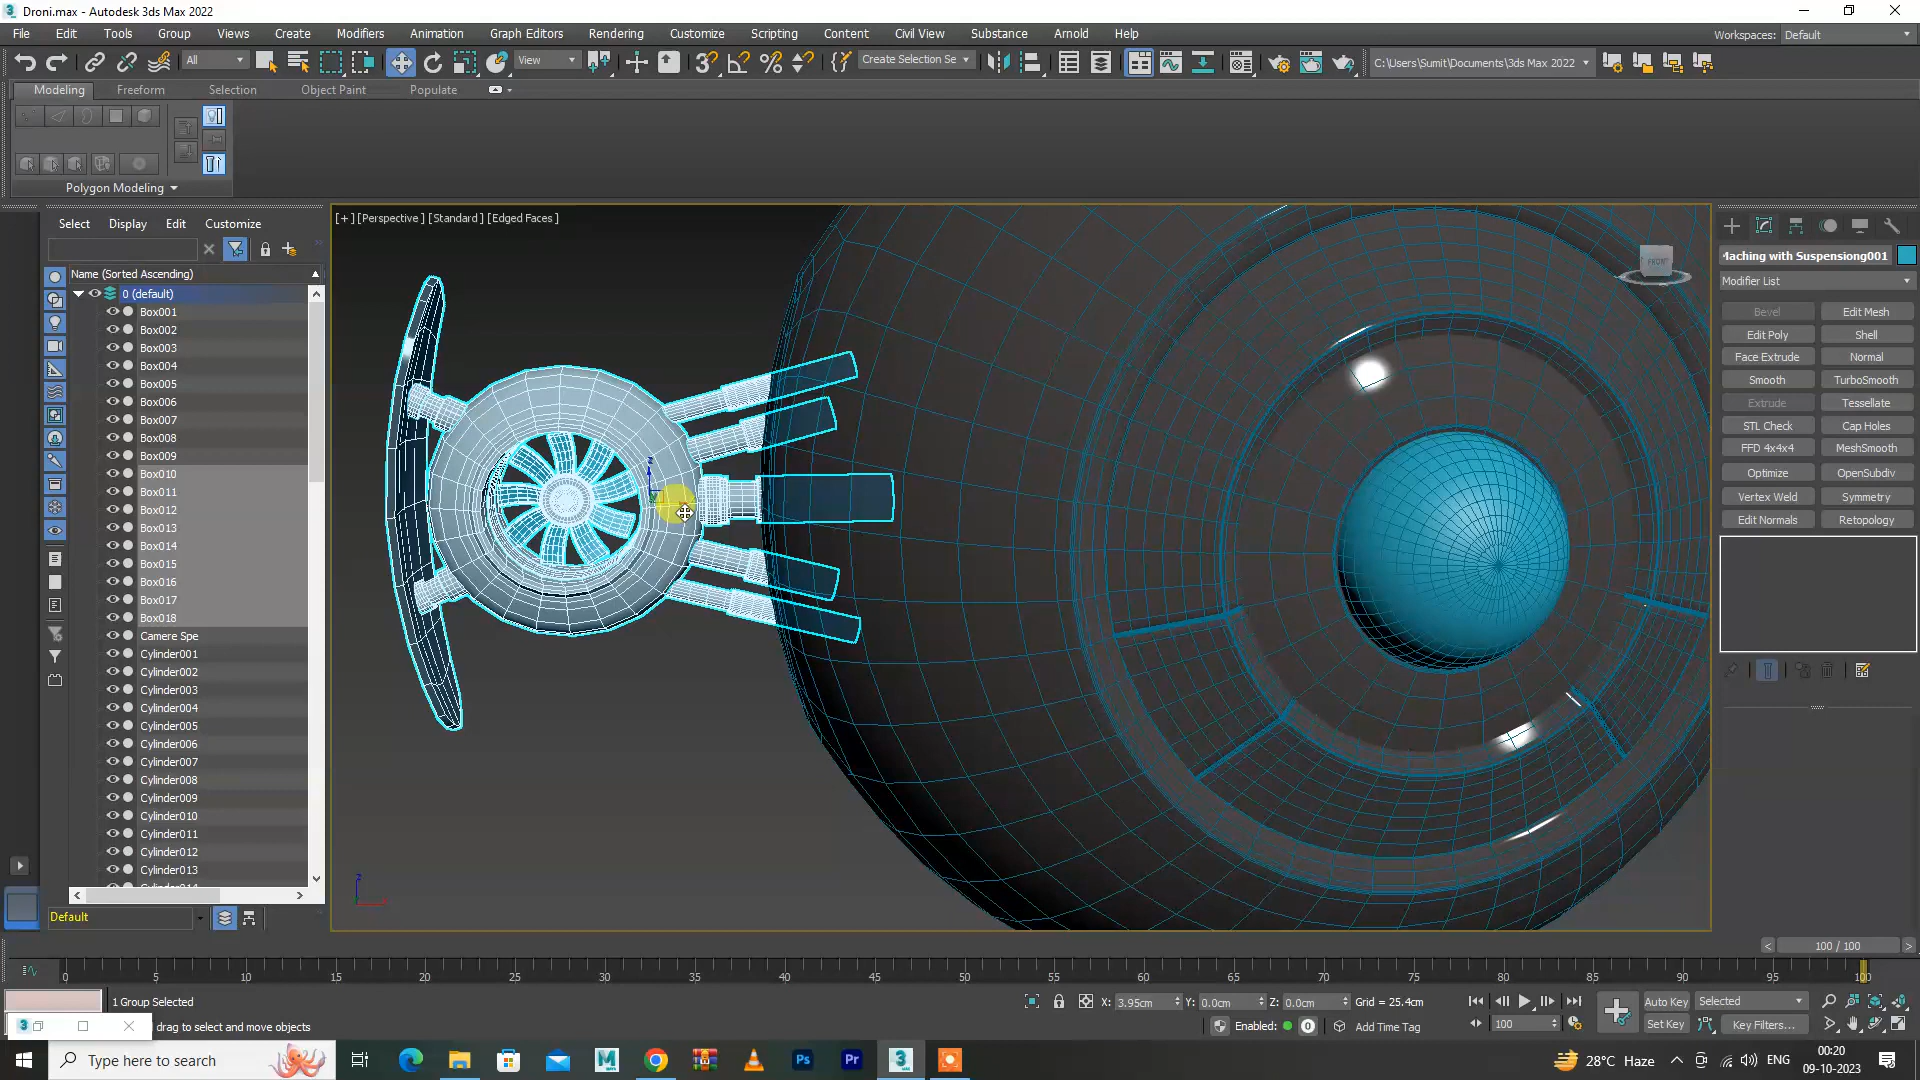 Droni.max - Autodesk 3ds Max 2022
File Edit Tools Group Views Create Modifiers Animation Graph Editors Rendering Customize Scripting Content Civil View Substance Arnold Help
Workspaces: Default
All View Create Selection Se C:\Users\Sumit\Documents\3ds Max 2022
Modeling Freeform Selection Object Paint Populate
Polygon Modeling
Select Display Edit Customize
[+] [Perspective] [Standard] [Edged Faces]
Name (Sorted Ascending)
0 (default)
Box001
Box002
Box003
Box004
Box005
Box006
Box007
Box008
Box009
Box010
Box011
Box012
Box013
Box014
Box015
Box016
Box017
Box018
Camere Spe
Cylinder001
Cylinder002
Cylinder003
Cylinder004
Cylinder005
Cylinder006
Cylinder007
Cylinder008
Cylinder009
Cylinder010
Cylinder011
Cylinder012
Cylinder013
Default
FRONT
z
z
Maching with Suspensiong001
Modifier List
Bevel Edit Mesh
Edit Poly Shell
Face Extrude Normal
Smooth TurboSmooth
Extrude Tessellate
STL Check Cap Holes
FFD 4x4x4 MeshSmooth
Optimize OpenSubdiv
Vertex Weld Symmetry
Edit Normals Retopology
< 100 / 100 >
0 5 10 15 20 25 30 35 40 45 50 55 60 65 70 75 80 85 90 95 100
1 Group Selected
drag to select and move objects
X: 3.95cm Y: 0.0cm Z: 0.0cm Grid = 25.4cm
Enabled: 0 Add Time Tag
100
Auto Key Selected
Set Key Key Filters...
Type here to search
Ps Pr
28°C Haze ENG
00:20
09-10-2023